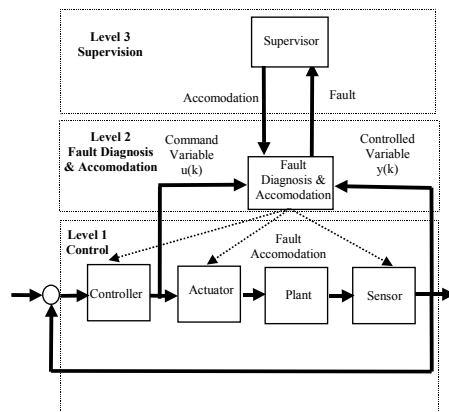 Level 3
Supervision
Supervisor
Accomodation
Fault
Level 2
Fault Diagnosis
& Accomodation
Command
Variable
u(k)
Controlled
Variable
y(k)
Fault
Diagnosis &
Accomodation
Level 1
Control
Fault
Accomodation
Controller
Actuator
Plant
Sensor